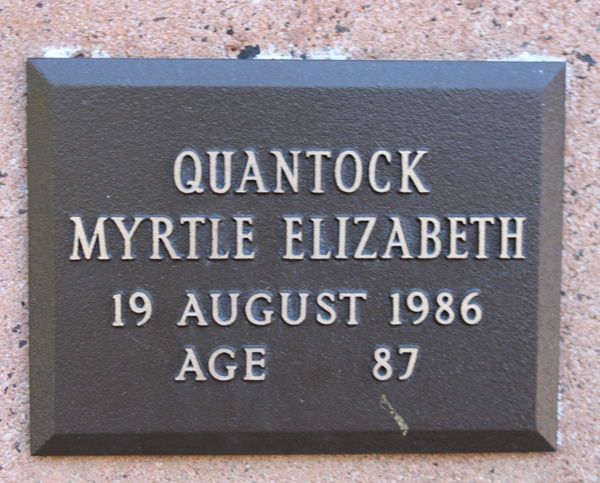 QUANTOCK
MYRTLE ELIZABETH
19 AUGUST 1986
AGE 87